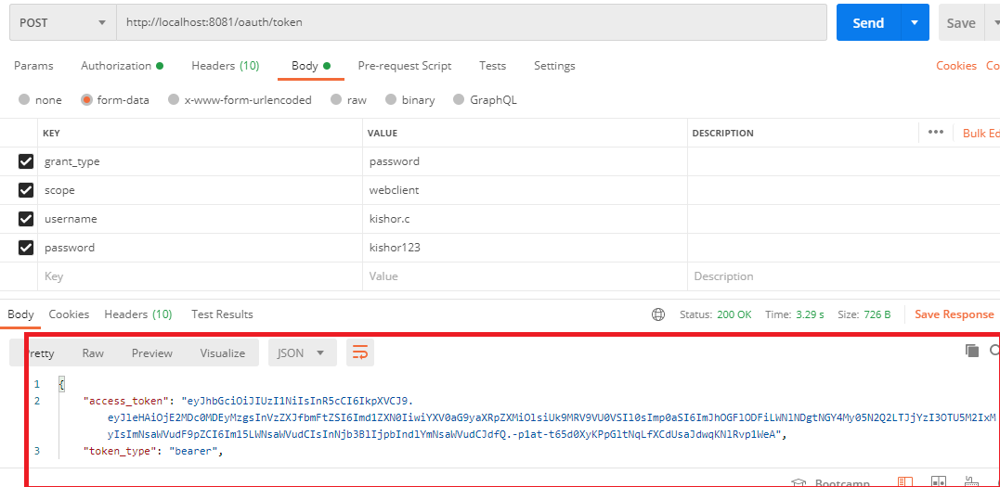 POST http://localhost:8081/oauth/token Send Save
Params Authorization Headers (10) Body Pre-request Script Tests Settings Cookies Co
none form-data x-www-form-urlencoded raw binary GraphQL
KEY VALUE DESCRIPTION ••• Bulk Ed
grant_type password
scope webclient
username kishor.c
password kishor123
Key Value Description
Body Cookies Headers (10) Test Results Status: 200 OK Time: 3.29 s Size: 726 B Save Response
Pretty Raw Preview Visualize JSON
1 {
2 "access_token": "eyJhbGciOiJIUzI1NiIsInR5cCI6IkpXVCJ9.
eyJleHAiOjE2MDc0MDEyMzgsInVzZXJfbmFtZSI6Imd1ZXN0IiwiYXV0aG9yaXRpZXMiOlsiUk9MRV9VU0VSIl0sImp0aSI6ImJhOGFlODFiLWNlNDgtNGY4My05N2Q2LTJjYzI3OTU5M2IxM
yIsImNsaWVudF9pZCI6Im15LWNsaWVudCIsInNjb3BlIjpbIndlYmNsaWVudCJdfQ.-p1at-t65d0XyKPpGltNqLfXCdUsaJdwqKNlRvp1WeA",
3 "token_type": "bearer",
Bootcamp